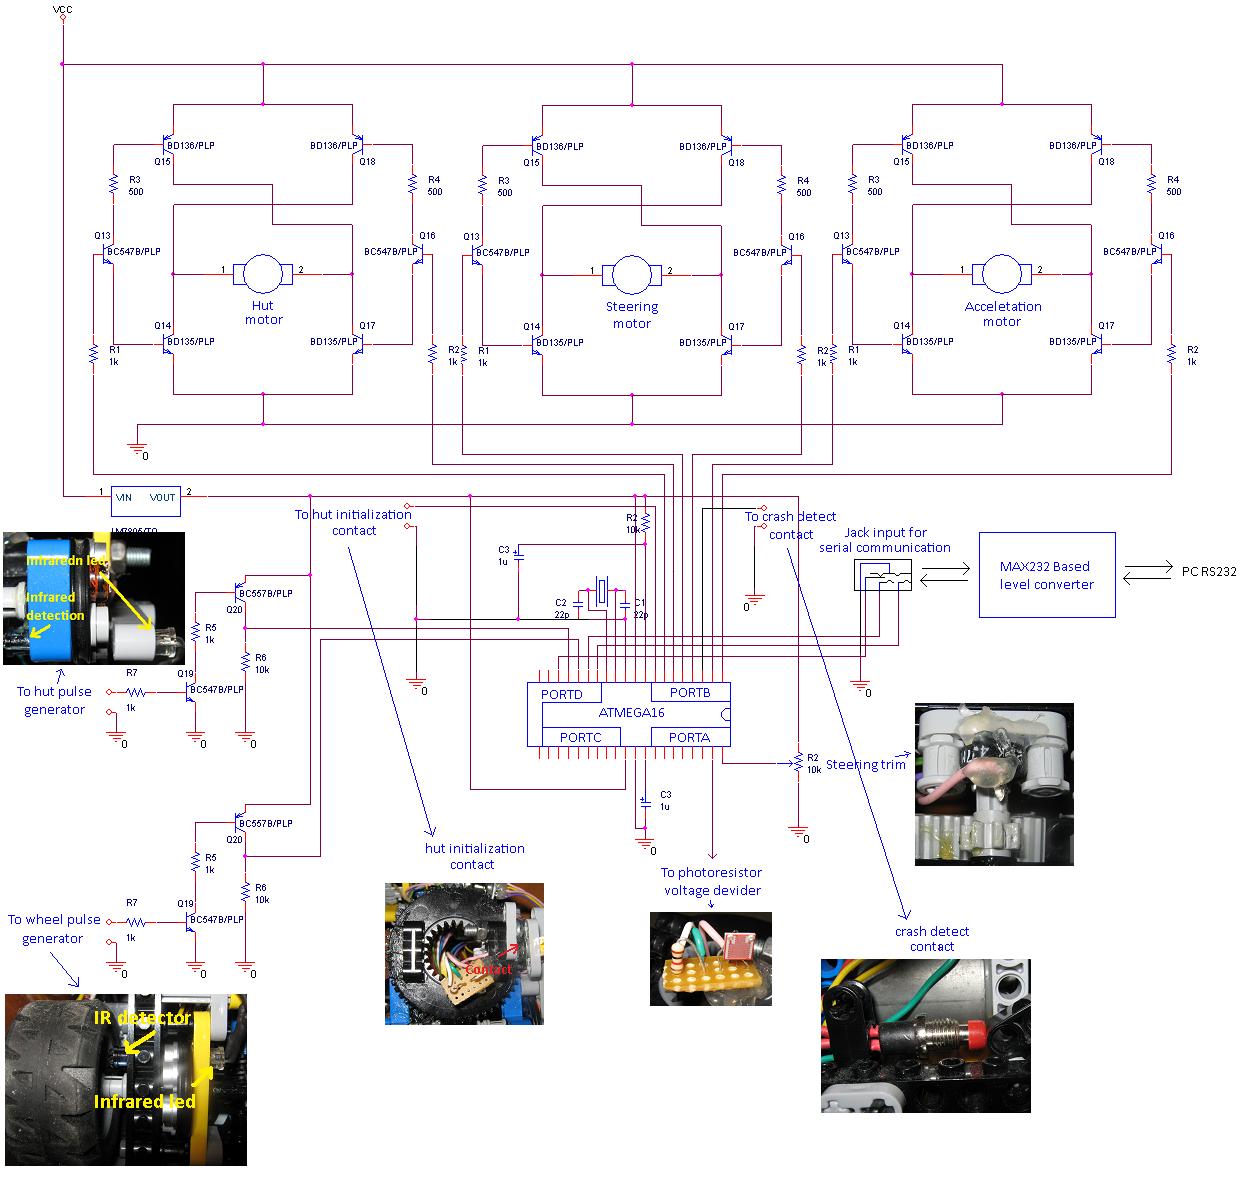 VCC
BD136/PLP
Q15
BD136/PLP
Q18
BD136/PLP
Q15
BD136/PLP
Q18
BD136/PLP
Q15
BD136/PLP
Q18
R3
500
R4
500
R3
500
R4
500
R3
500
R4
500
Q13
BC547B/PLP
Q16
BC547B/PLP
Q13
BC547B/PLP
Q16
BC547B/PLP
Q13
BC547B/PLP
Q16
BC547B/PLP
1
2
1
2
1
2
Hut
motor
Steering
motor
Acceletation
motor
Q14
BD135/PLP
Q17
BD135/PLP
Q14
BD135/PLP
Q17
BD135/PLP
Q14
BD135/PLP
Q17
BD135/PLP
R1
1k
R2
1k
R1
1k
R2
1k
R1
1k
R2
1k
0
1
VIN
VOUT
2
To hut initialization
contact
R2
10k
To crash detect
contact
Jack input for
serial communication
MAX232 Based
level converter
PC RS232
C3
1u
C2
22p
C1
22p
0
0
0
Infraredn led
Infrared
detection
BC557B/PLP
Q20
R5
1k
R6
10k
Q19
BC547B/PLP
R7
1k
To hut pulse
generator
0
0
0
PORTD
PORTB
ATMEGA16
PORTC
PORTA
R2
10k
Steering trim
C3
1u
0
0
BC557B/PLP
Q20
R5
1k
R6
10k
Q19
BC547B/PLP
R7
1k
To wheel pulse
generator
0
0
0
hut initialization
contact
To photoresistor
voltage devider
crash detect
contact
Contact
IR detector
Infrared led